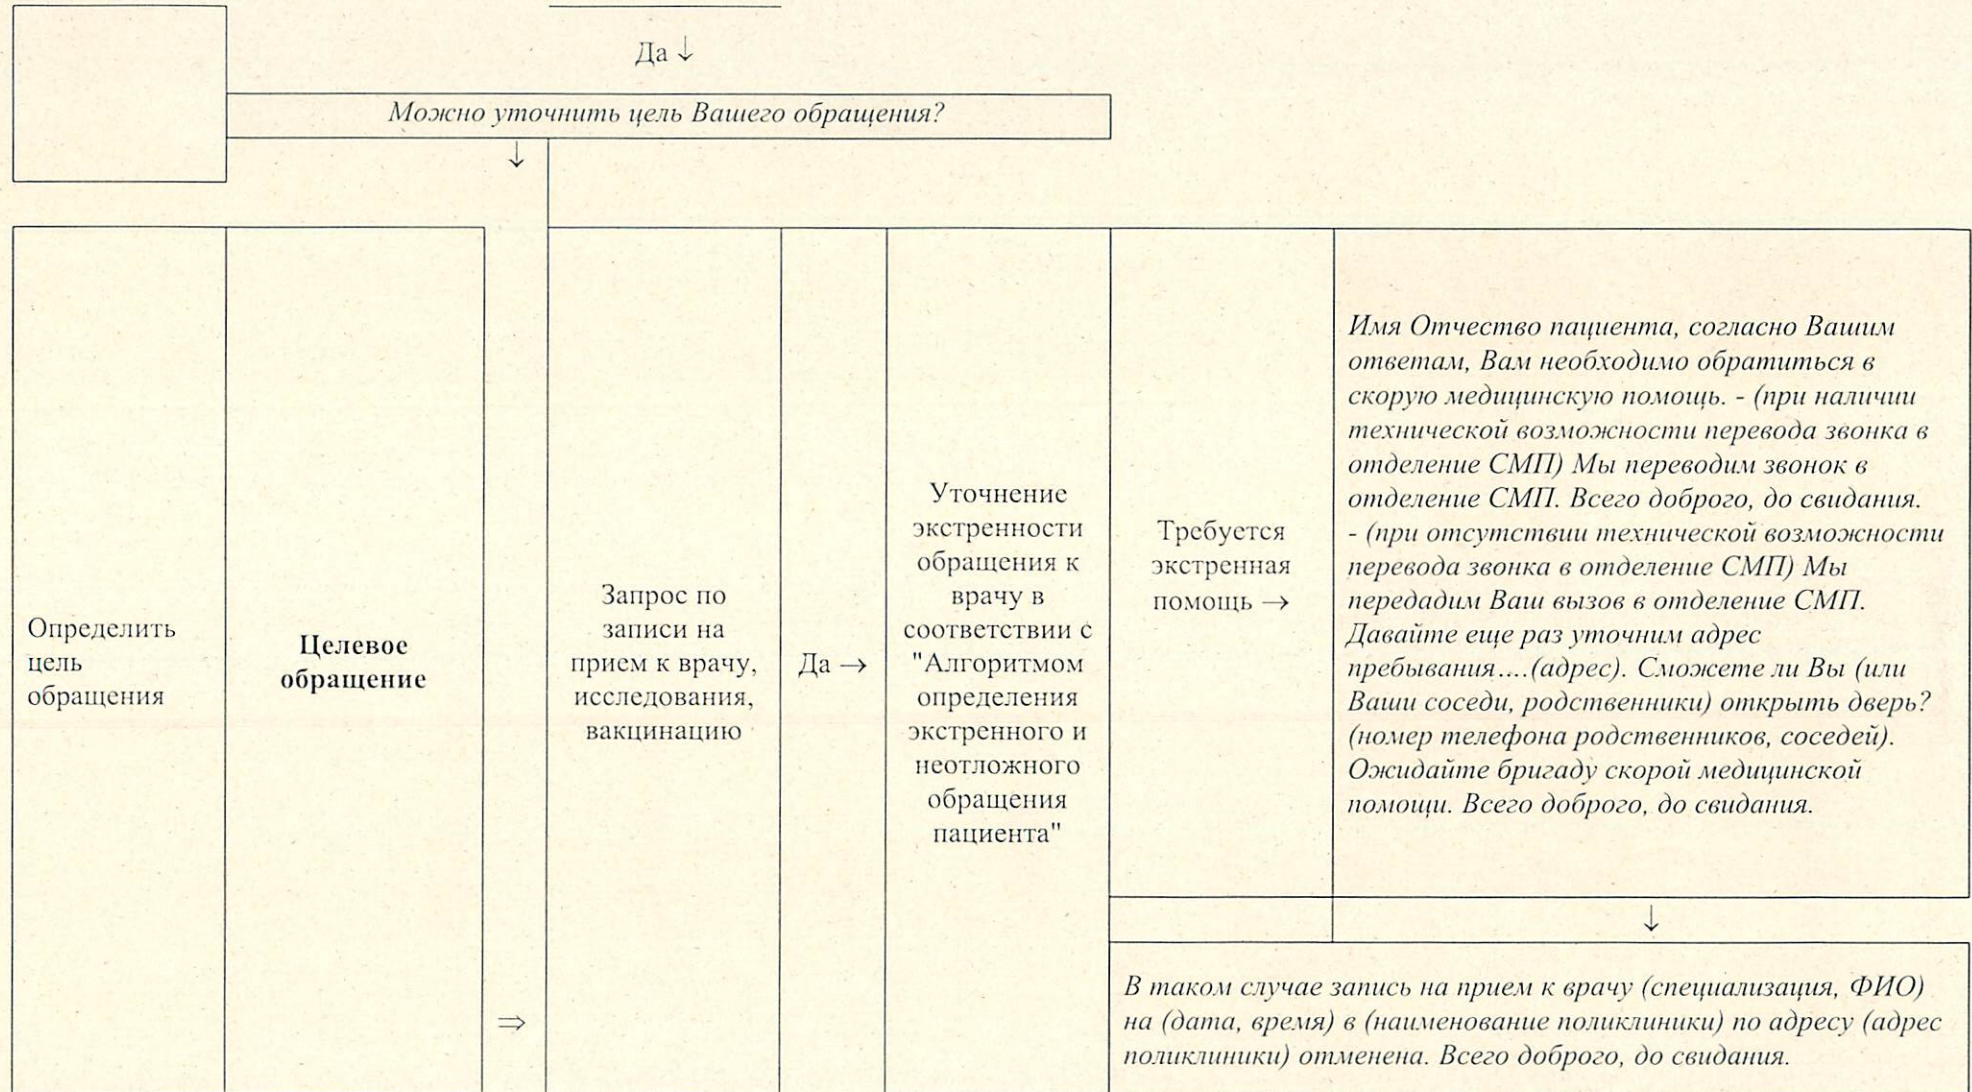 Да ↓
Можно уточнить цель Вашего обращения?
↓
Определить
цель
обращения
Целевое
обращение
⇒
Запрос по
записи на
прием к врачу,
исследования,
вакцинацию
Да →
Уточнение
экстренности
обращения к
врачу в
соответствии с
"Алгоритмом
определения
экстренного и
неотложного
обращения
пациента"
Требуется
экстренная
помощь →
Имя Отчество пациента, согласно Вашим
ответам, Вам необходимо обратиться в
скорую медицинскую помощь. - (при наличии
технической возможности перевода звонка в
отделение СМП) Мы переводим звонок в
отделение СМП. Всего доброго, до свидания.
- (при отсутствии технической возможности
перевода звонка в отделение СМП) Мы
передадим Ваш вызов в отделение СМП.
Давайте еще раз уточним адрес
пребывания....(адрес). Сможете ли Вы (или
Ваши соседи, родственники) открыть дверь?
(номер телефона родственников, соседей).
Ожидайте бригаду скорой медицинской
помощи. Всего доброго, до свидания.
↓
В таком случае запись на прием к врачу (специализация, ФИО)
на (дата, время) в (наименование поликлиники) по адресу (адрес
поликлиники) отменена. Всего доброго, до свидания.